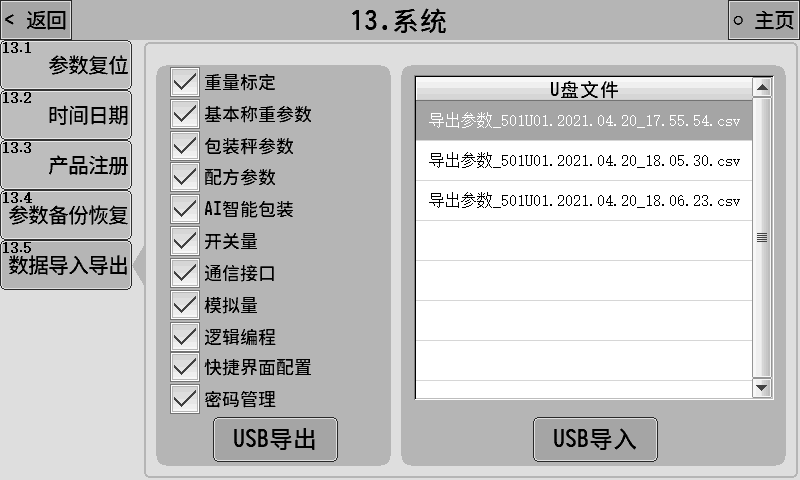 < 返回
13.系统
○ 主页
13.1
参数复位
13.2
时间日期
13.3
产品注册
13.4
参数备份恢复
13.5
数据导入导出
重量标定
基本称重参数
包装秤参数
配方参数
AI智能包装
开关量
通信接口
模拟量
逻辑编程
快捷界面配置
密码管理
USB导出
U盘文件
导出参数_501U01.2021.04.20_17.55.54.csv
导出参数_501U01.2021.04.20_18.05.30.csv
导出参数_501U01.2021.04.20_18.06.23.csv
USB导入